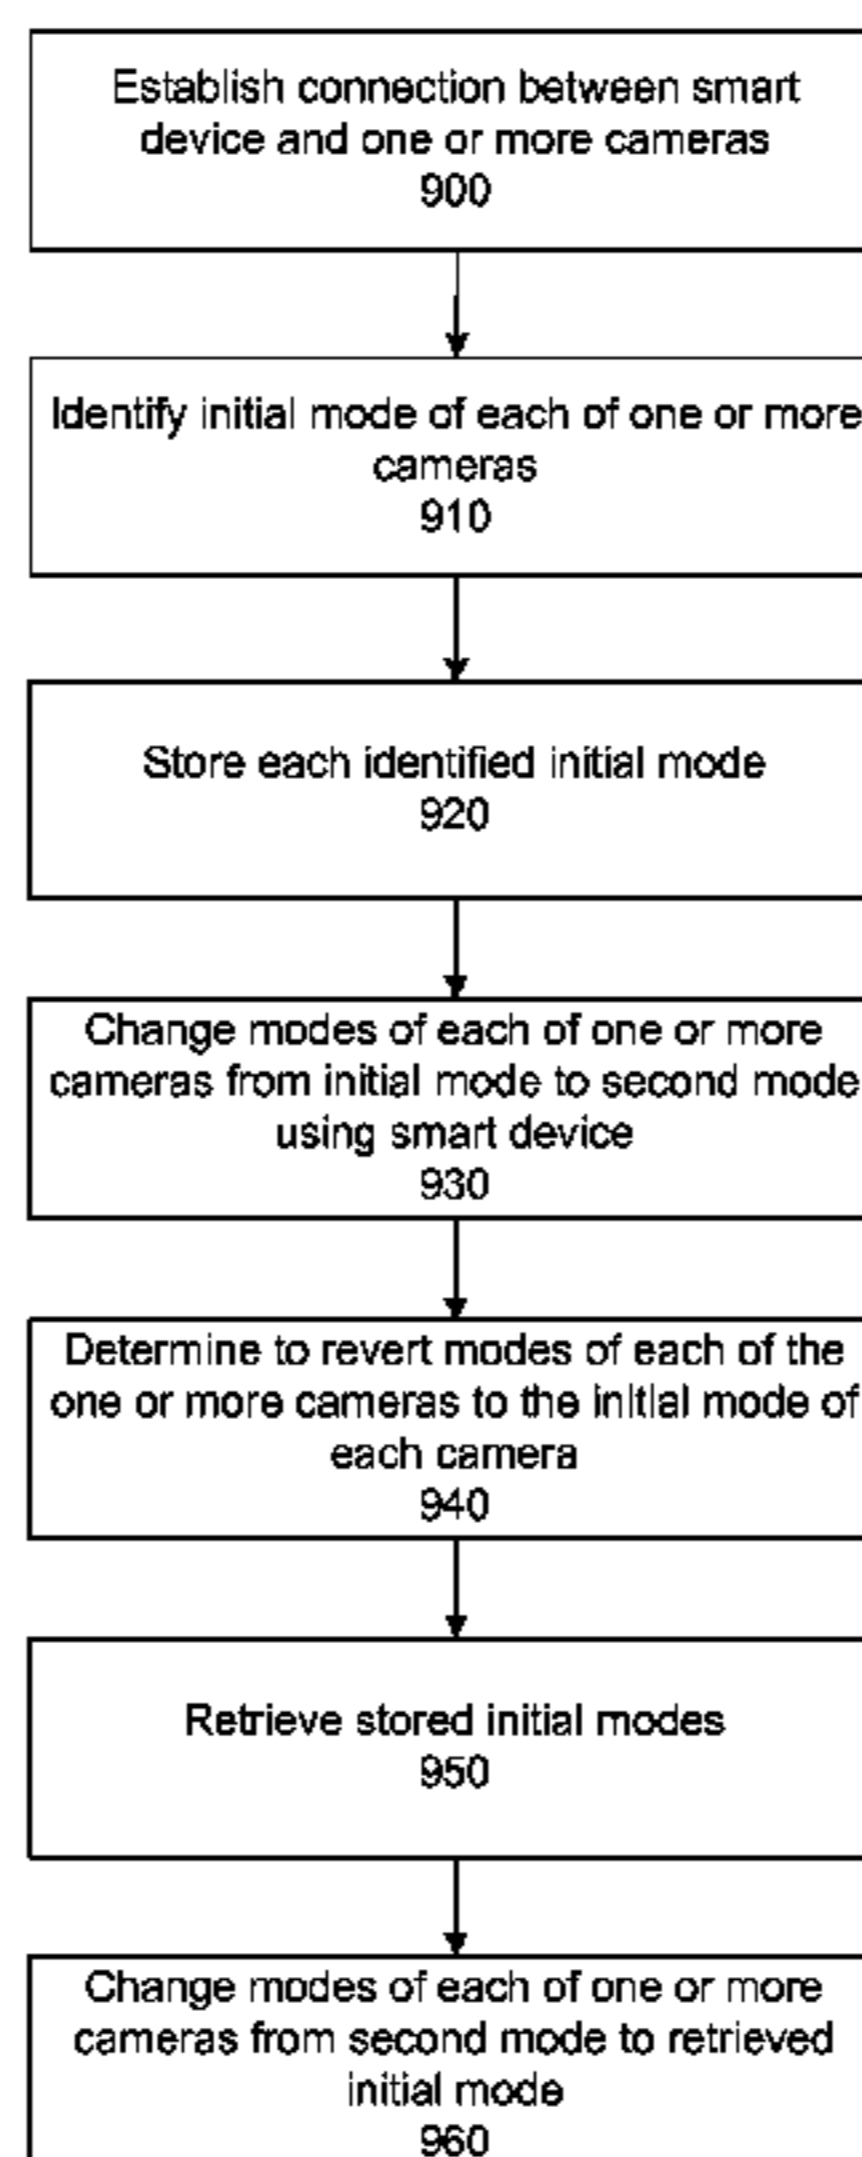 Establish connection between smart
device and one or more cameras
900
Identify initial mode of each of one or more
cameras
910
Store each identified initial mode
920
Change modes of each of one or more
cameras from initial mode to second mode
using smart device
930
Determine to revert modes of each of the
one or more cameras to the initial mode of
each camera
940
Retrieve stored initial modes
950
Change modes of each of one or more
cameras from second mode to retrieved
initial mode
960